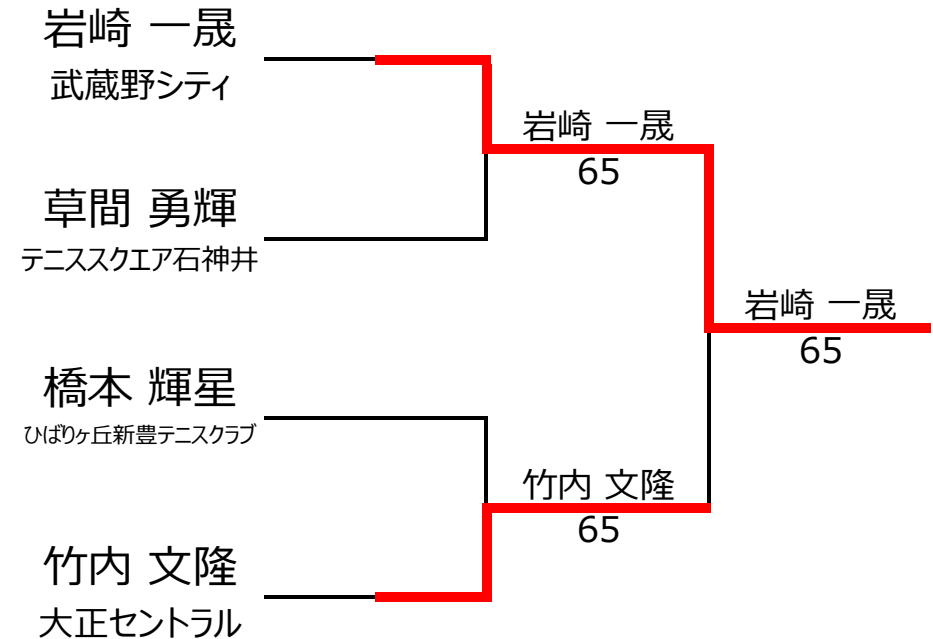 岩崎 一晟
武蔵野シティ
岩崎 一晟
65
草間 勇輝
テニススクエア石神井
岩崎 一晟
65
橋本 輝星
ひばりヶ丘新豊テニスクラブ
竹内 文隆
65
竹内 文隆
大正セントラル